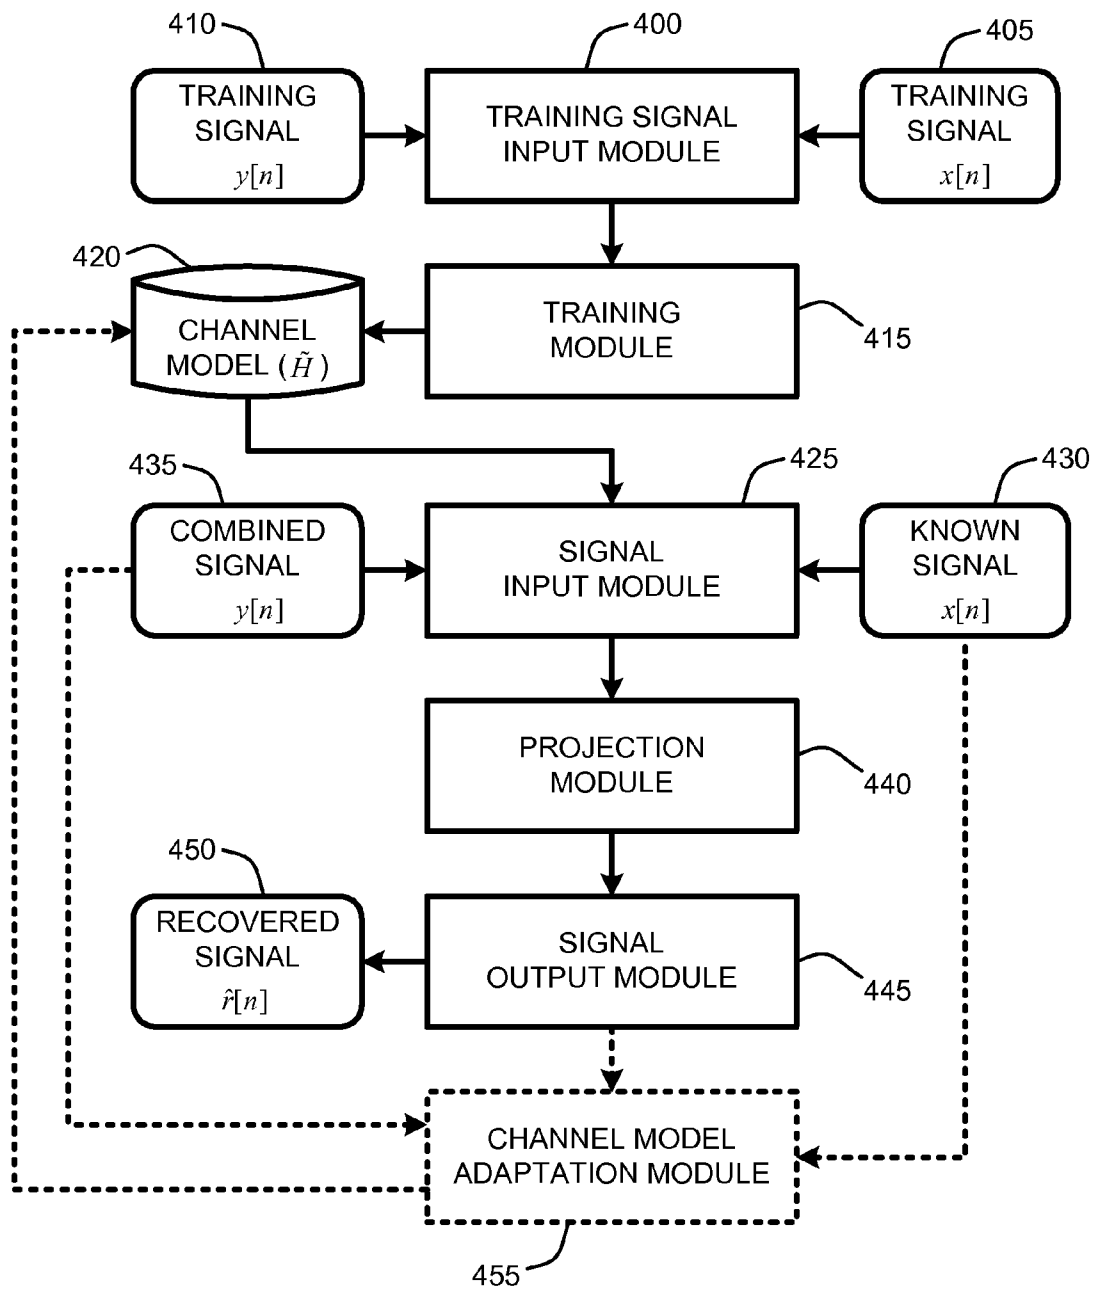 410
400
405
TRAINING
SIGNAL
y[n]
TRAINING SIGNAL
INPUT MODULE
TRAINING
SIGNAL
x[n]
420
CHANNEL
MODEL (H̃)
TRAINING
MODULE
415
435
425
430
COMBINED
SIGNAL
y[n]
SIGNAL
INPUT MODULE
KNOWN
SIGNAL
x[n]
PROJECTION
MODULE
440
450
RECOVERED
SIGNAL
r̂[n]
SIGNAL
OUTPUT MODULE
445
CHANNEL MODEL
ADAPTATION MODULE
455